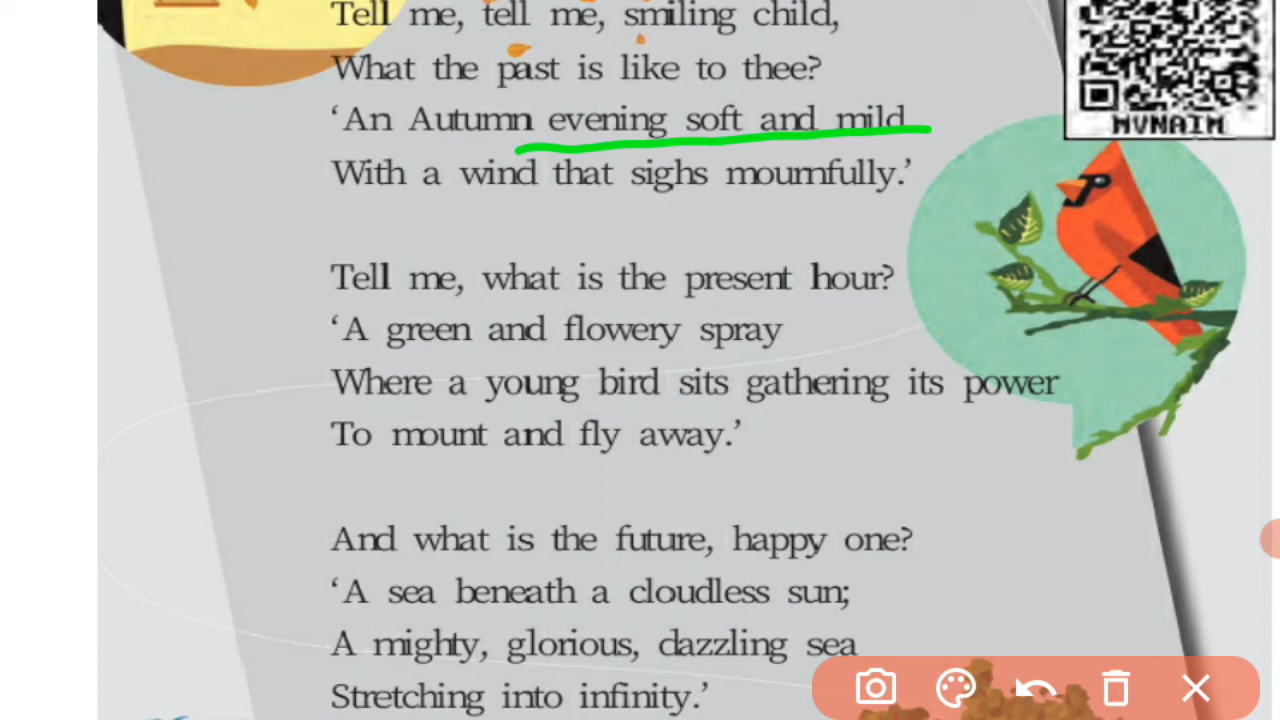 Tell me, tell me, smiling child,
What the past is like to thee?
‘An Autumn evening soft and mild
With a wind that sighs mournfully.’
Tell me, what is the present hour?
‘A green and flowery spray
Where a young bird sits gathering its power
To mount and fly away.’
And what is the future, happy one?
‘A sea beneath a cloudless sun;
A mighty, glorious, dazzling sea
Stretching into infinity.’
MVNAIM